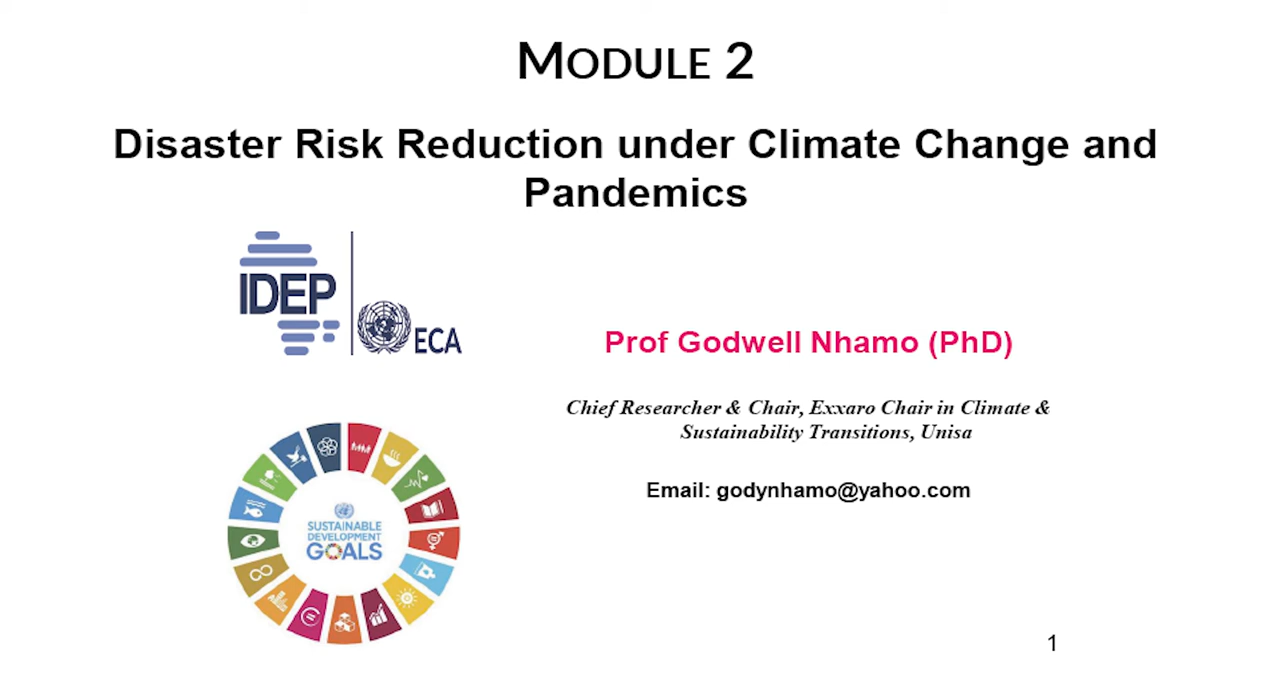 MODULE 2
Disaster Risk Reduction under Climate Change and
Pandemics
IDEP
ECA
Prof Godwell Nhamo (PhD)
Chief Researcher & Chair, Exxaro Chair in Climate &
Sustainability Transitions, Unisa
Email: godynhamo@yahoo.com
SUSTAINABLE
DEVELOPMENT
GOALS
1